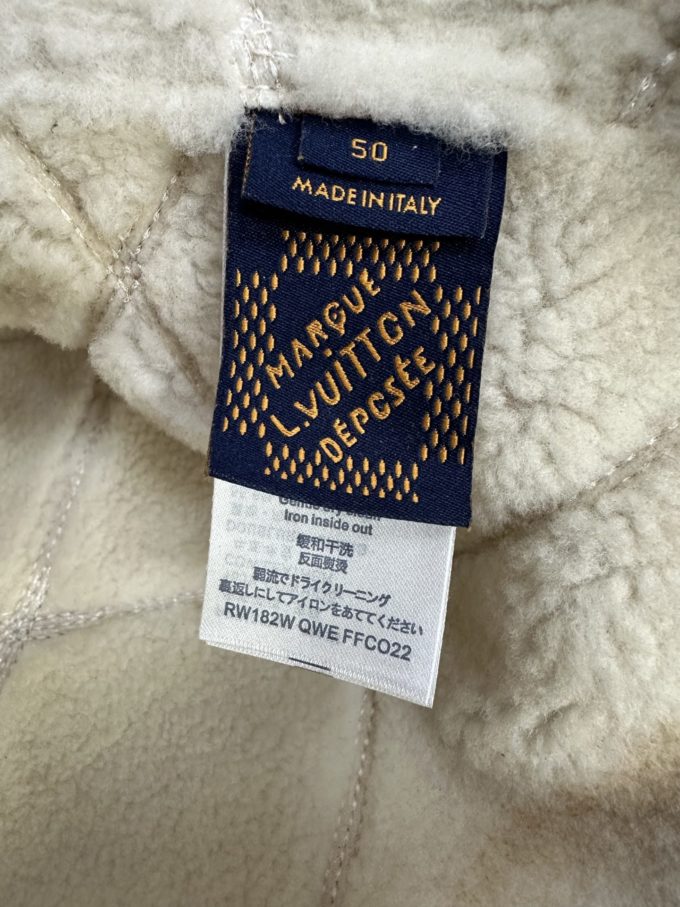 50
MADE IN ITALY
MARQUE
L.VUITTON
DÉPOSÉE
Iron inside out
緩和干洗
反面熨烫
弱流でドライクリーニング
裏返しにしてアイロンをあててください
RW182W QWE FFCO22